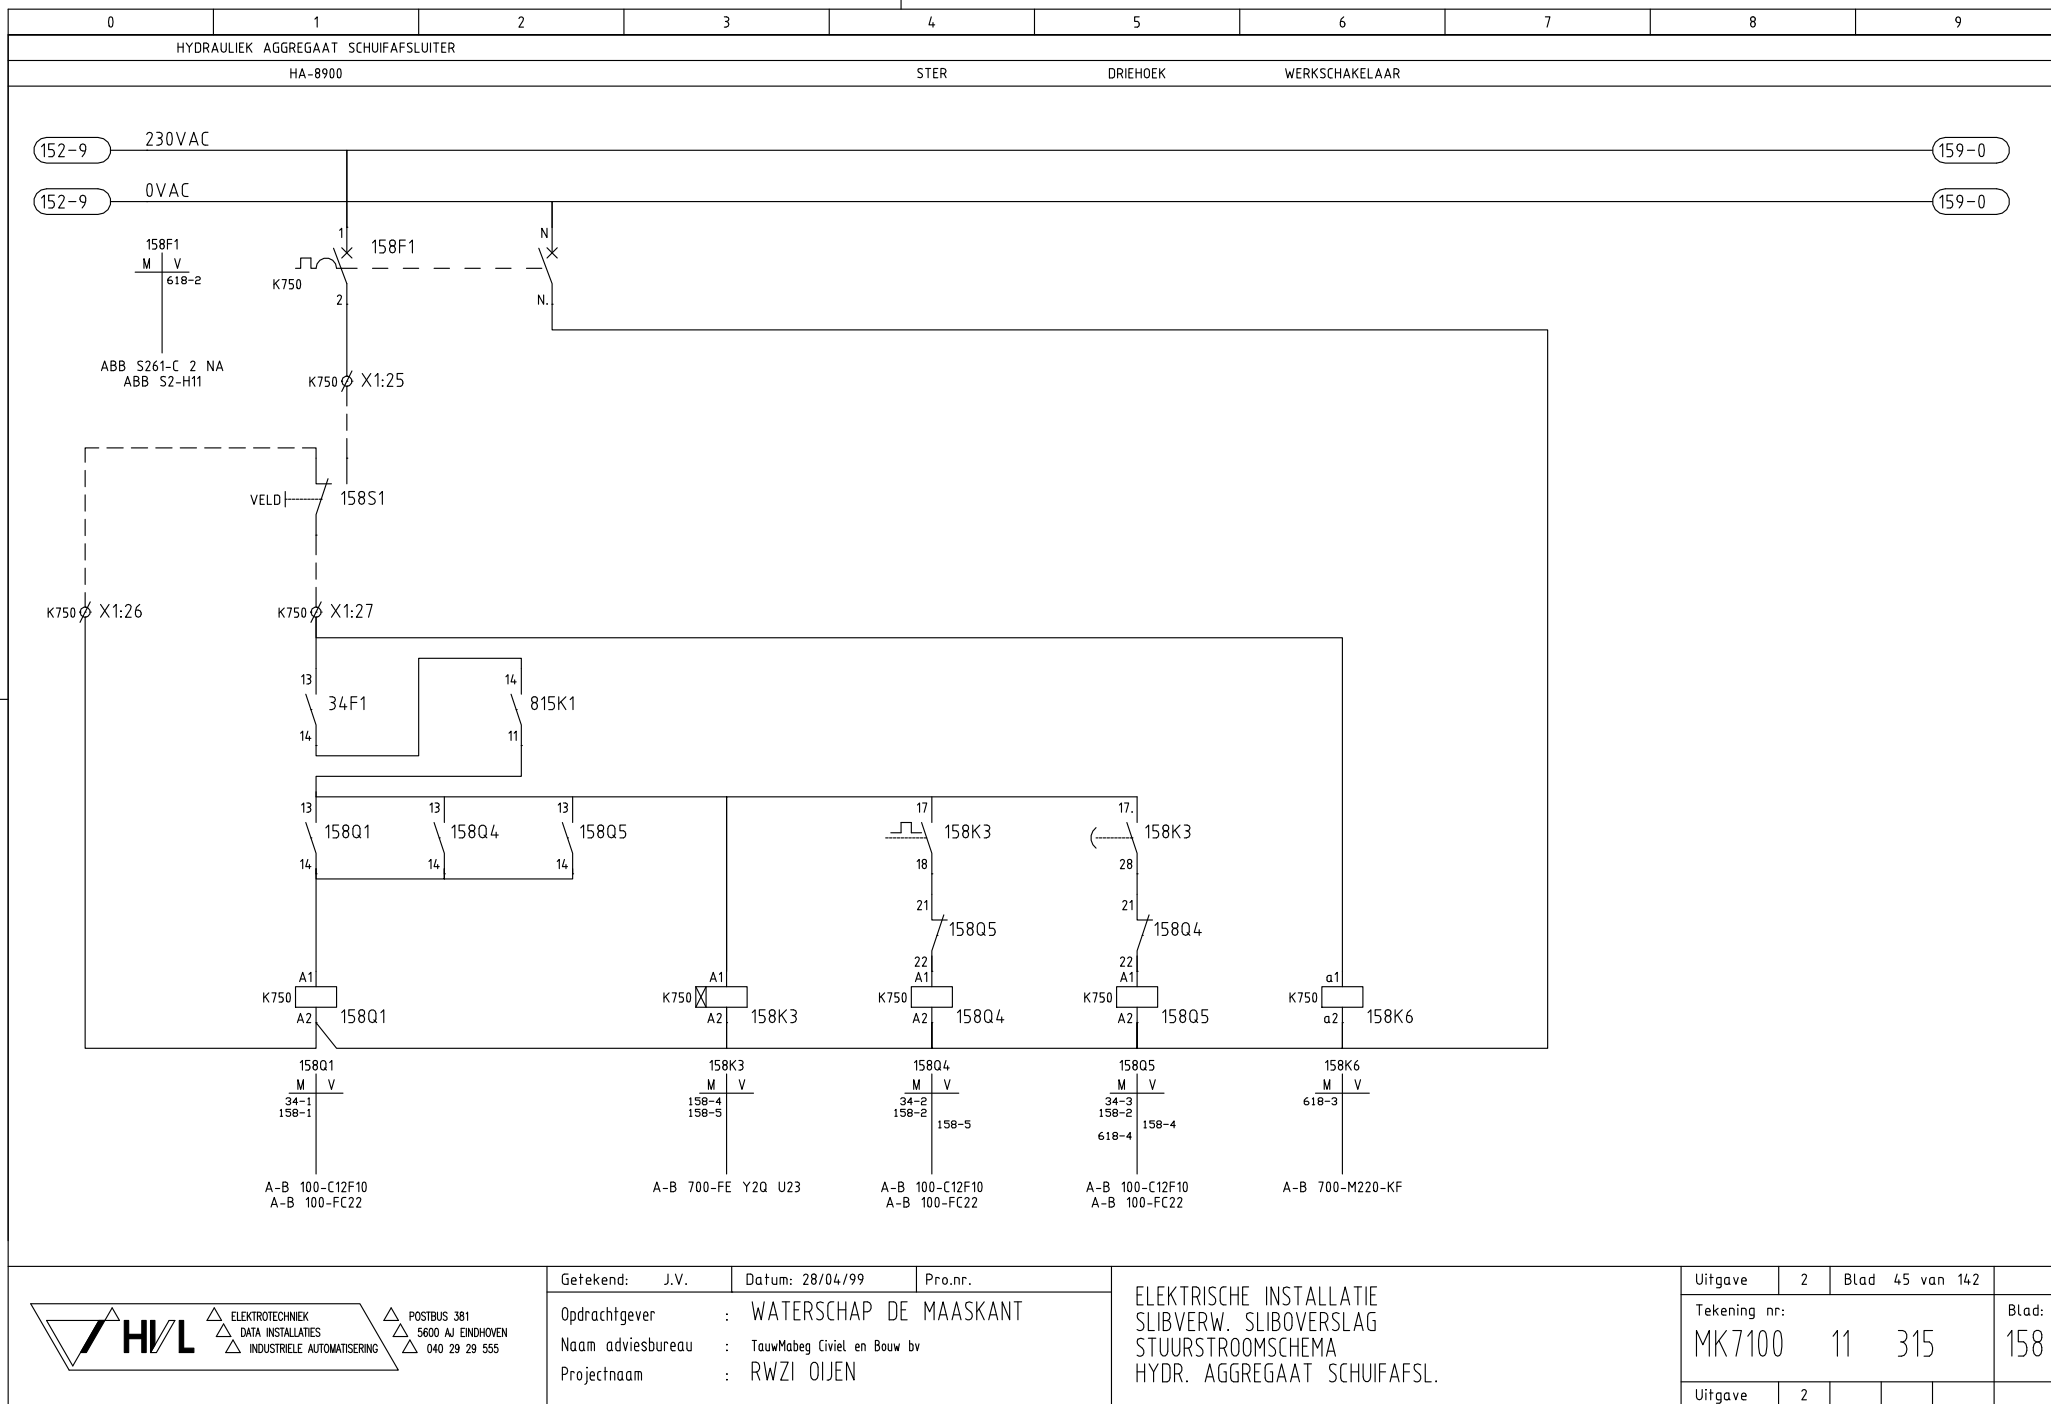 0 1 2 3 4 5 6 7 8 9
HYDRAULIEK AGGREGAAT SCHUIFAFSLUITER
HA-8900 STER DRIEHOEK WERKSCHAKELAAR
152-9 230VAC 159-0
152-9 0VAC 159-0
158F1
M V
618-2
ABB S261-C 2 NA
ABB S2-H11
1 158F1 N
K750
2 N.
K750 X1:25
VELD 158S1
K750 X1:26 K750 X1:27
13 14
34F1 815K1
14 11
13 13 13 17 17.
158Q1 158Q4 158Q5 158K3 158K3
14 14 14 18 28
21 21
158Q5 158Q4
22 22
A1 A1 A1 A1 a1
K750 K750 K750 K750 K750
A2 158Q1 A2 158K3 A2 158Q4 A2 158Q5 a2 158K6
158Q1 158K3 158Q4 158Q5 158K6
M V M V M V M V M V
34-1 158-4 34-2 34-3 618-3
158-1 158-5 158-2 158-2
158-5 158-4
618-4
A-B 100-C12F10 A-B 700-FE Y2Q U23 A-B 100-C12F10 A-B 100-C12F10 A-B 700-M220-KF
A-B 100-FC22 A-B 100-FC22 A-B 100-FC22
HVL
ELEKTROTECHNIEK
DATA INSTALLATIES
INDUSTRIELE AUTOMATISERING
POSTBUS 381
5600 AJ EINDHOVEN
040 29 29 555
Getekend: J.V. Datum: 28/04/99 Pro.nr.
Opdrachtgever : WATERSCHAP DE MAASKANT
Naam adviesbureau : TauwMabeg Civiel en Bouw bv
Projectnaam : RWZI OIJEN
ELEKTRISCHE INSTALLATIE
SLIBVERW. SLIBOVERSLAG
STUURSTROOMSCHEMA
HYDR. AGGREGAAT SCHUIFAFSL.
Uitgave 2 Blad 45 van 142
Tekening nr: Blad:
MK7100 11 315 158
Uitgave 2